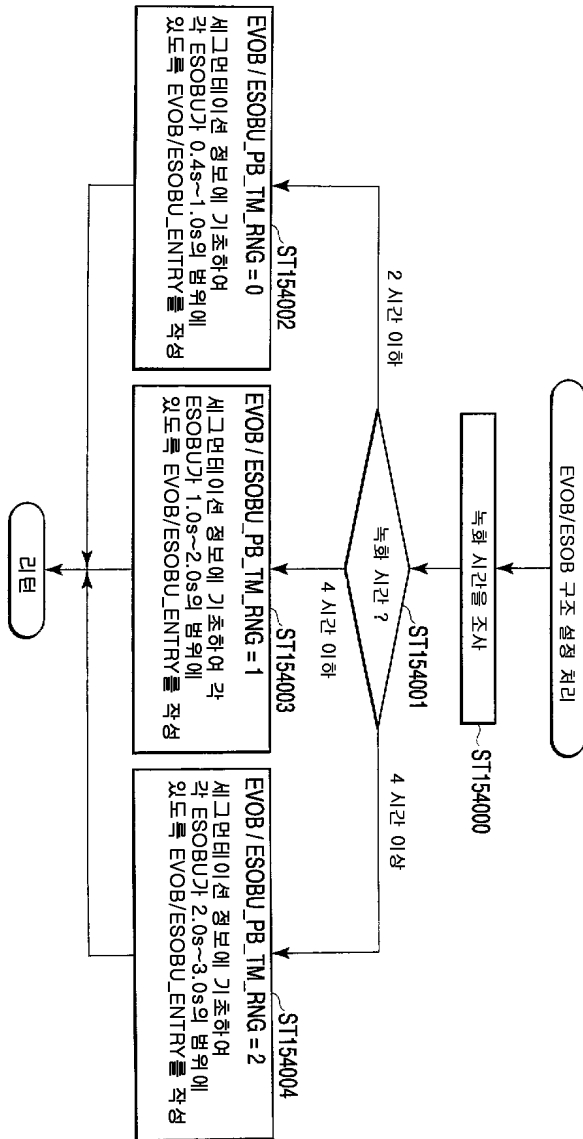 EVOB/ESOB 구조 설정 처리
녹화 시간을 조사
ST154000
녹화 시간 ?
ST154001
2 시간 이하
4 시간 이하
4 시간 이상
ST154002
EVOB / ESOBU_PB_TM_RNG = 0
세그먼테이션 정보에 기초하여
각 ESOBU가 0.4s~1.0s의 범위에
있도록 EVOB/ESOBU_ENTRY를 작성
ST154003
EVOB / ESOBU_PB_TM_RNG = 1
세그먼테이션 정보에 기초하여 각
ESOBU가 1.0s~2.0s의 범위에
있도록 EVOB/ESOBU_ENTRY를 작성
ST154004
EVOB / ESOBU_PB_TM_RNG = 2
세그먼테이션 정보에 기초하여
각 ESOBU가 2.0s~3.0s의 범위에
있도록 EVOB/ESOBU_ENTRY를 작성
리턴